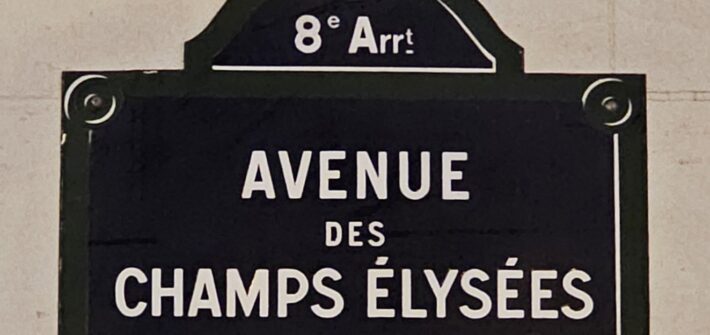 8e Arrt
AVENUE
DES
CHAMPS ÉLYSÉES